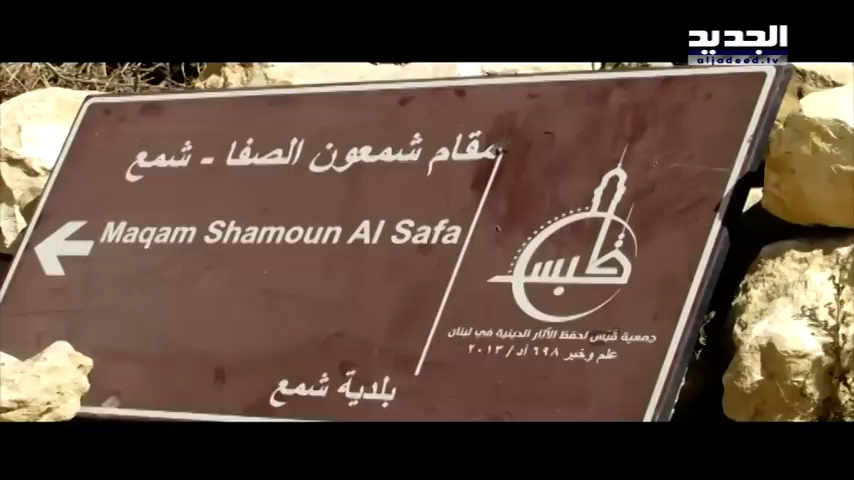 الجديد
aljadeed.tv
مقام شمعون الصفا - شمع
Maqam Shamoun Al Safa
قبس
جمعية قبس لحفظ الآثار الدينية في لبنان
علم وخبر ٦٩٨ أد/٢٠١٣
بلدية شمع